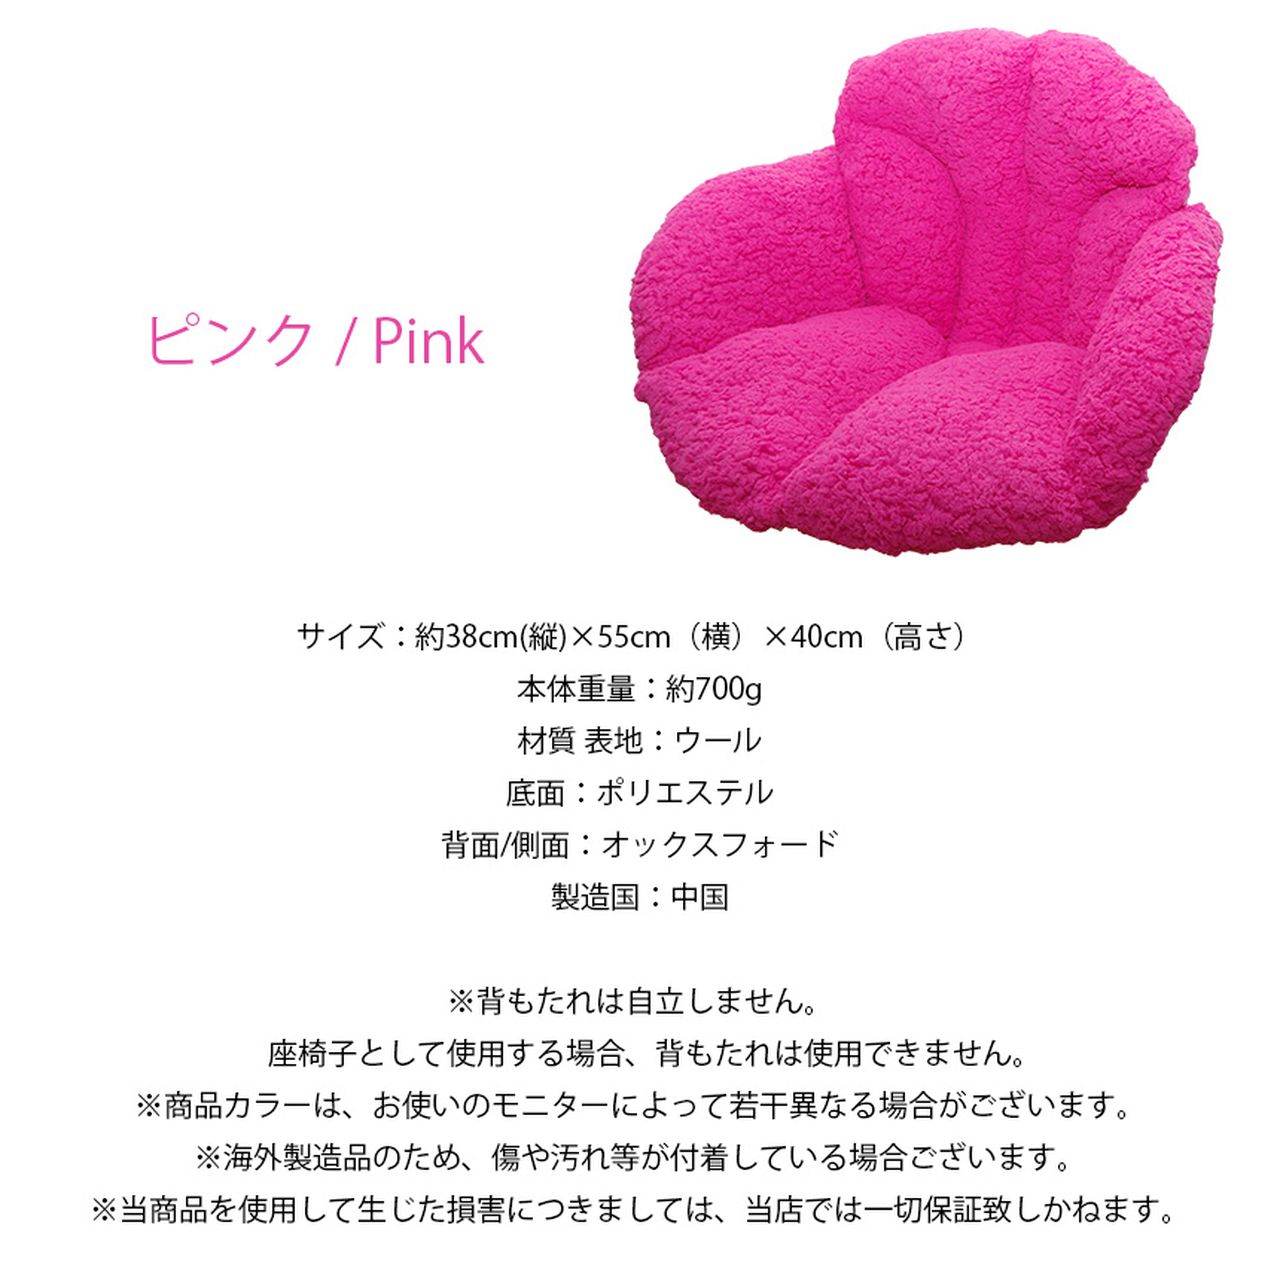 ピンク / Pink
サイズ：約38cm(縦)×55cm（横）×40cm（高さ）
本体重量：約700g
材質 表地：ウール
底面：ポリエステル
背面/側面：オックスフォード
製造国：中国
※背もたれは自立しません。
座椅子として使用する場合、背もたれは使用できません。
※商品カラーは、お使いのモニターによって若干異なる場合がございます。
※海外製造品のため、傷や汚れ等が付着している場合ございます。
※当商品を使用して生じた損害につきましては、当店では一切保証致しかねます。